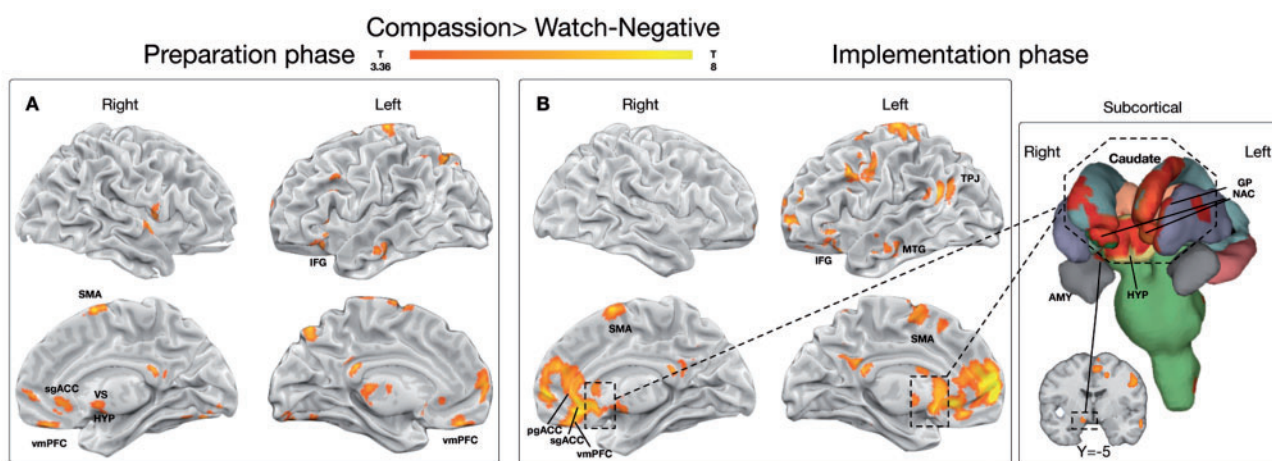 Compassion> Watch-Negative
Preparation phase
T
3.36
T
8
Implementation phase
A
Right
Left
IFG
SMA
sgACC
VS
HYP
vmPFC
vmPFC
B
Right
Left
TPJ
IFG
MTG
SMA
SMA
pgACC
sgACC
vmPFC
Subcortical
Right
Left
Caudate
GP
NAC
AMY
HYP
Y=-5